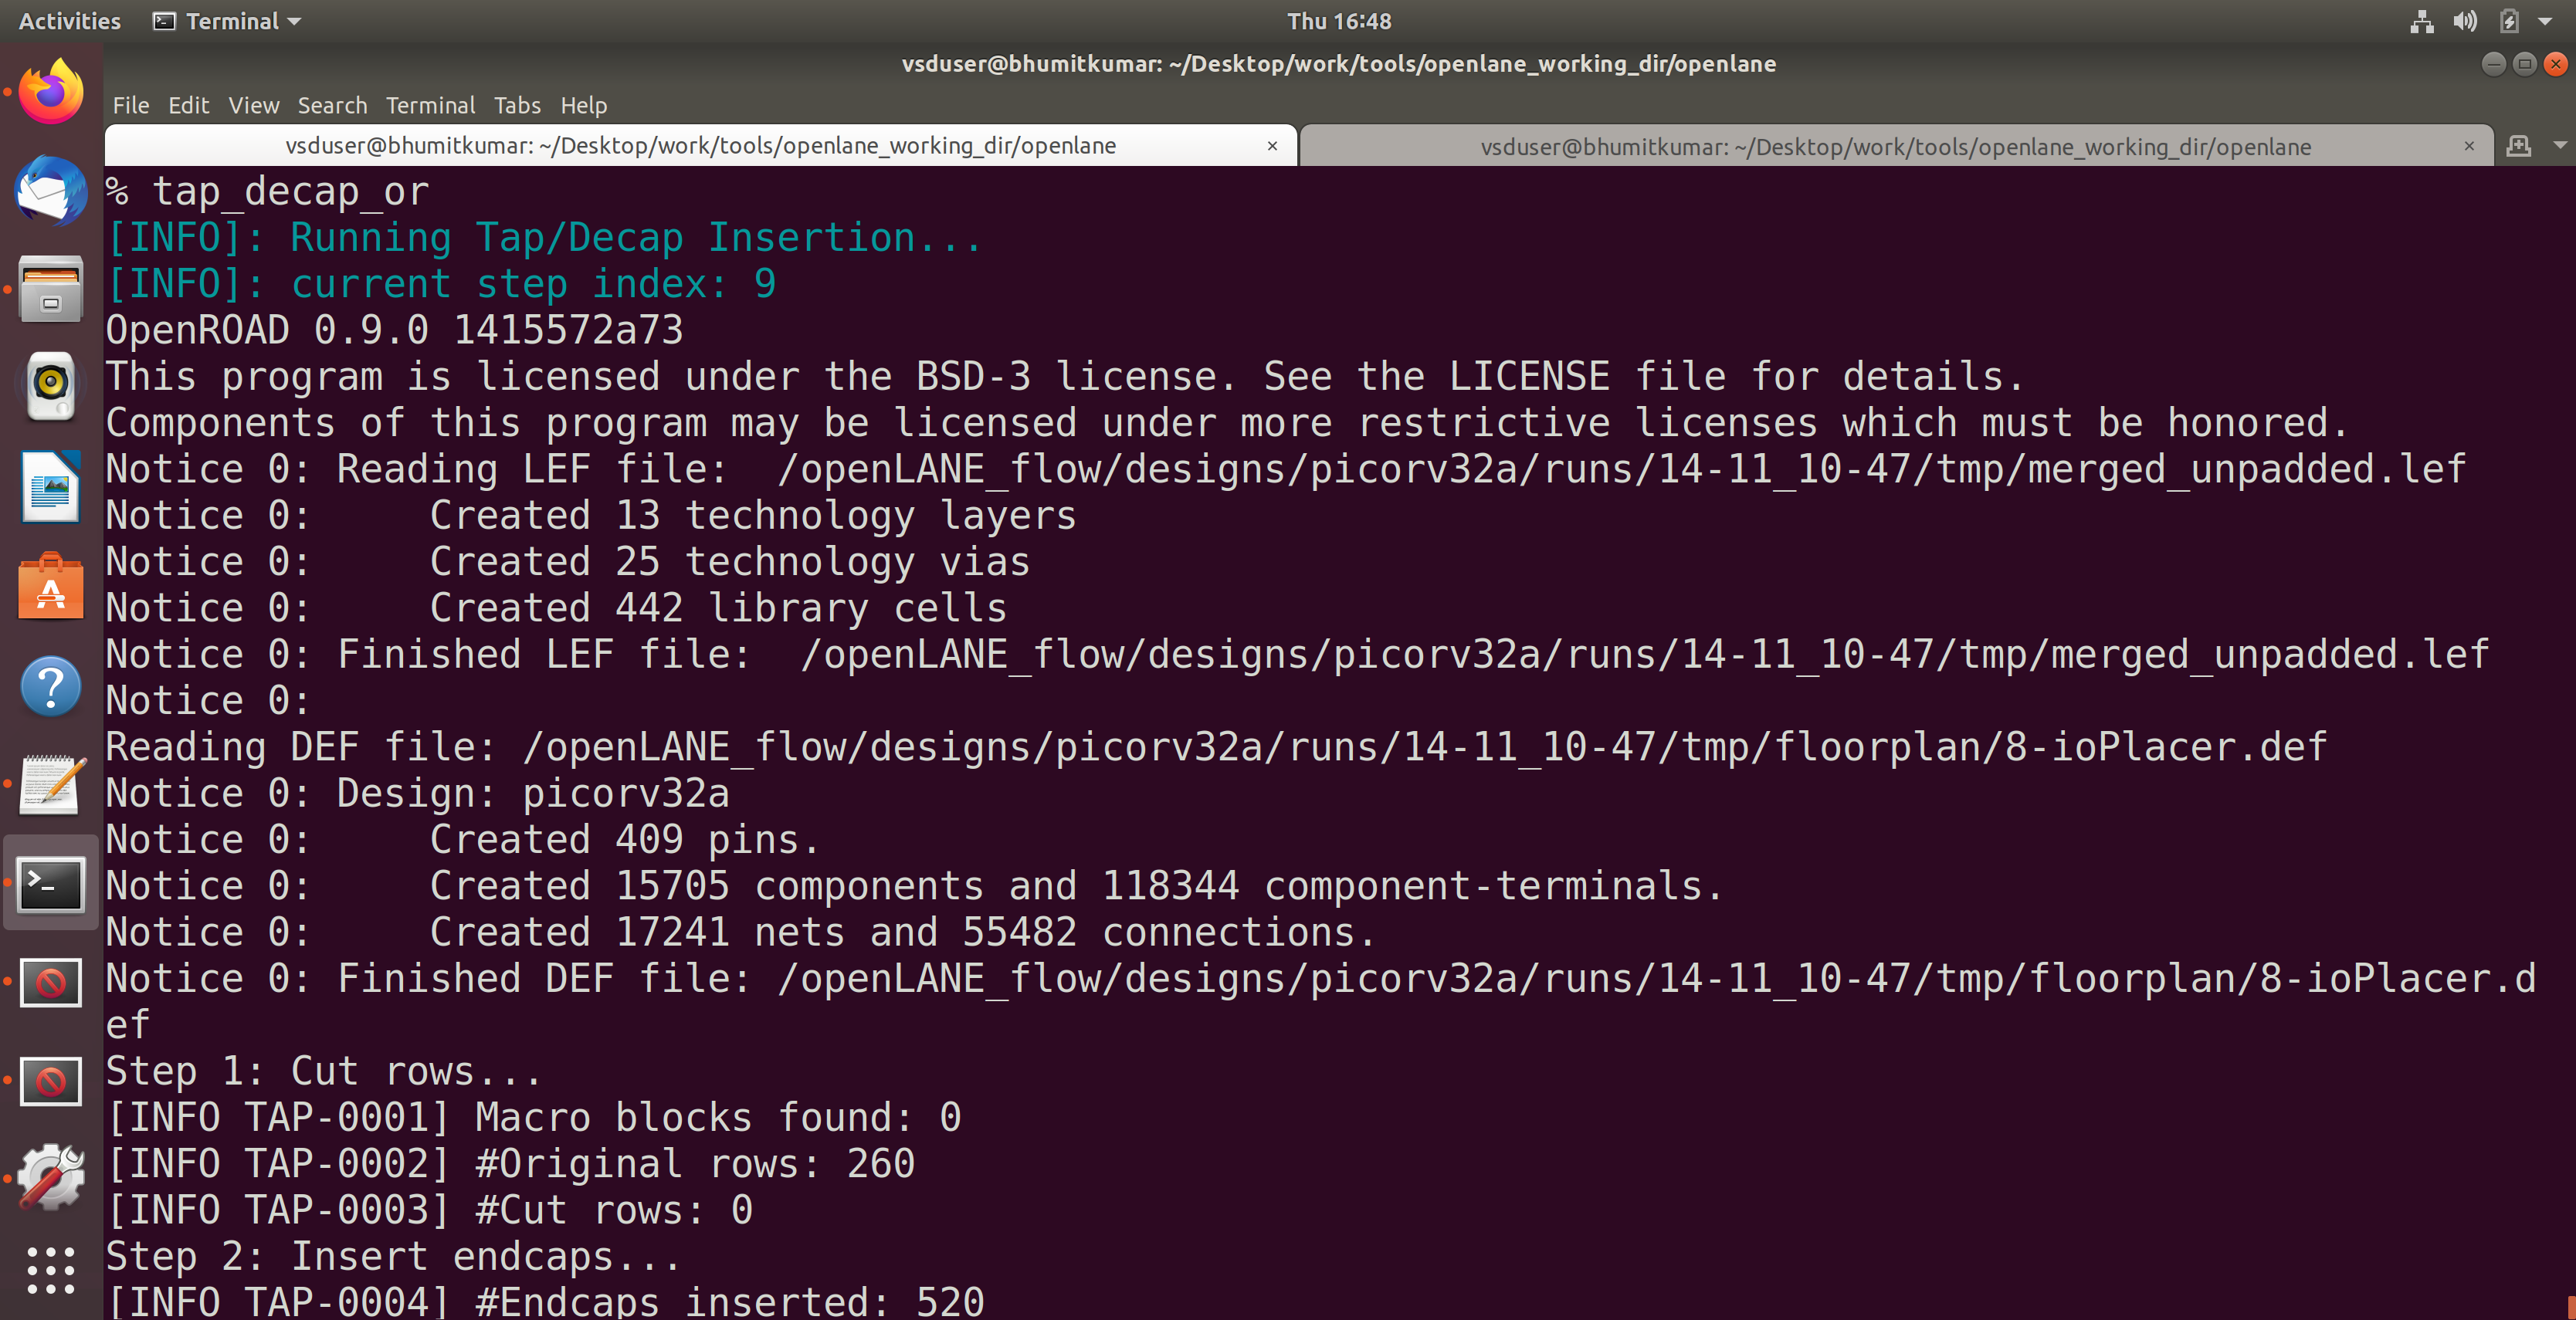 Activities Terminal Thu 16:48
vsduser@bhumitkumar: ~/Desktop/work/tools/openlane_working_dir/openlane
File Edit View Search Terminal Tabs Help
vsduser@bhumitkumar: ~/Desktop/work/tools/openlane_working_dir/openlane × vsduser@bhumitkumar: ~/Desktop/work/tools/openlane_working_dir/openlane ×
% tap_decap_or
[INFO]: Running Tap/Decap Insertion...
[INFO]: current step index: 9
OpenROAD 0.9.0 1415572a73
This program is licensed under the BSD-3 license. See the LICENSE file for details.
Components of this program may be licensed under more restrictive licenses which must be honored.
Notice 0: Reading LEF file:  /openLANE_flow/designs/picorv32a/runs/14-11_10-47/tmp/merged_unpadded.lef
Notice 0:     Created 13 technology layers
Notice 0:     Created 25 technology vias
Notice 0:     Created 442 library cells
Notice 0: Finished LEF file:  /openLANE_flow/designs/picorv32a/runs/14-11_10-47/tmp/merged_unpadded.lef
Notice 0:
Reading DEF file: /openLANE_flow/designs/picorv32a/runs/14-11_10-47/tmp/floorplan/8-ioPlacer.def
Notice 0: Design: picorv32a
Notice 0:     Created 409 pins.
Notice 0:     Created 15705 components and 118344 component-terminals.
Notice 0:     Created 17241 nets and 55482 connections.
Notice 0: Finished DEF file: /openLANE_flow/designs/picorv32a/runs/14-11_10-47/tmp/floorplan/8-ioPlacer.d
ef
Step 1: Cut rows...
[INFO TAP-0001] Macro blocks found: 0
[INFO TAP-0002] #Original rows: 260
[INFO TAP-0003] #Cut rows: 0
Step 2: Insert endcaps...
[INFO TAP-0004] #Endcaps inserted: 520